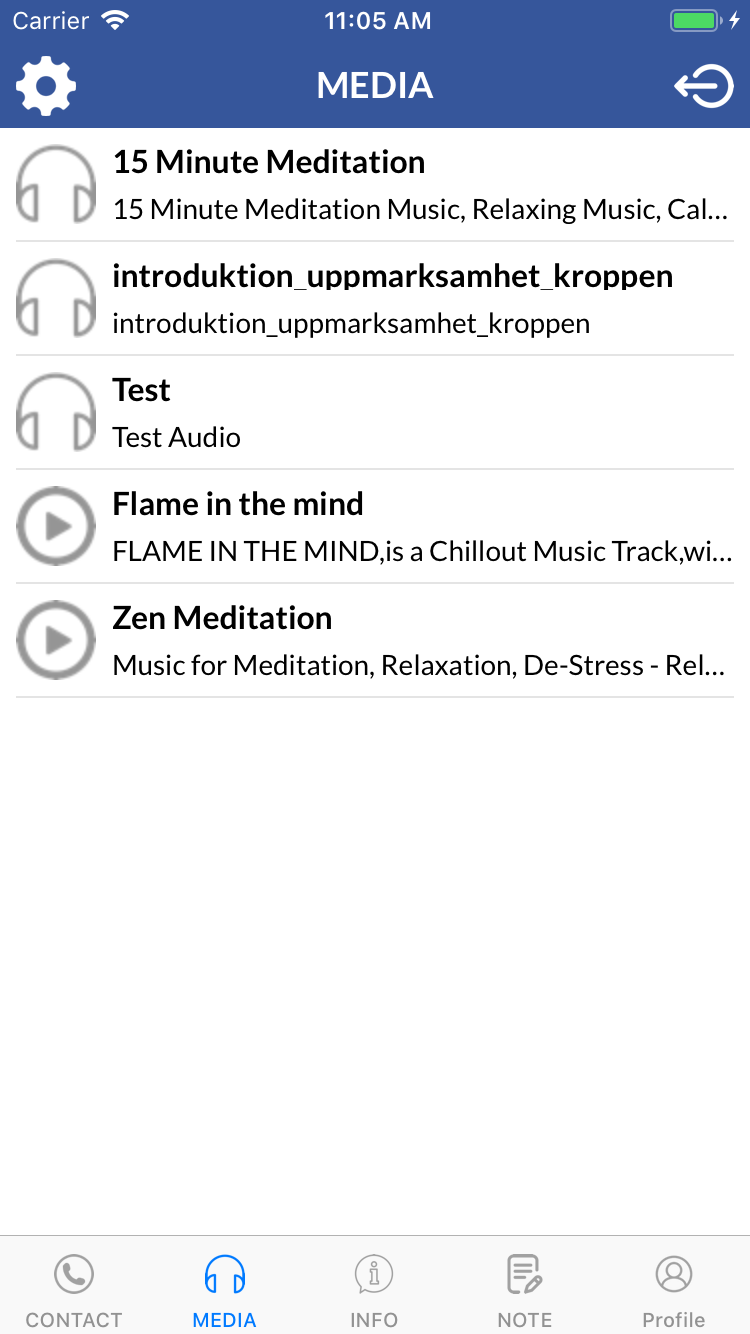 Carrier 11:05 AM
MEDIA
15 Minute Meditation
15 Minute Meditation Music, Relaxing Music, Cal...
introduktion_uppmarksamhet_kroppen
introduktion_uppmarksamhet_kroppen
Test
Test Audio
Flame in the mind
FLAME IN THE MIND,is a Chillout Music Track,wi...
Zen Meditation
Music for Meditation, Relaxation, De-Stress - Rel...
CONTACT MEDIA INFO NOTE Profile